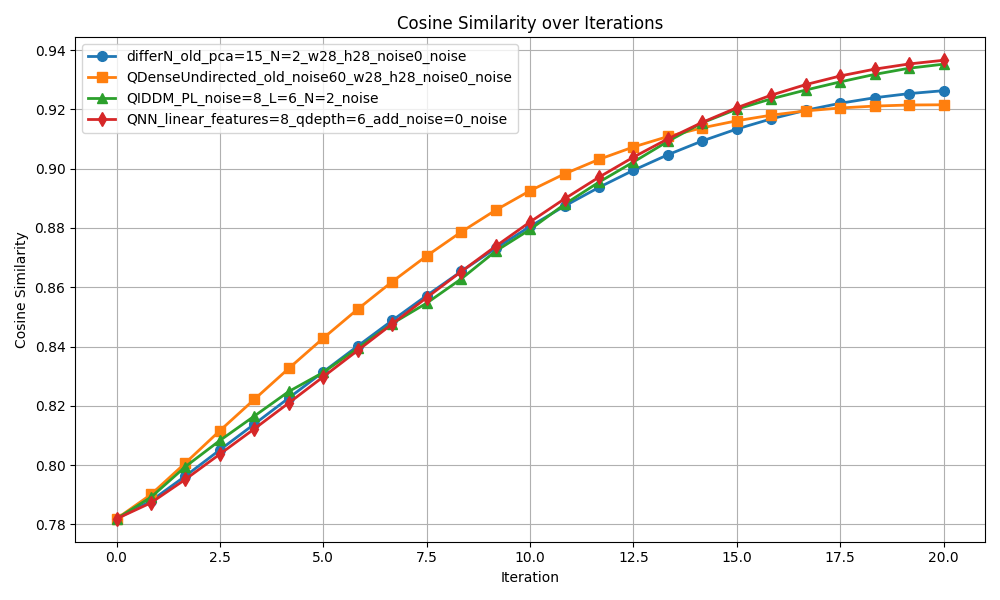 Cosine Similarity over Iterations
differN_old_pca=15_N=2_w28_h28_noise0_noise
QDenseUndirected_old_noise60_w28_h28_noise0_noise
QIDDM_PL_noise=8_L=6_N=2_noise
QNN_linear_features=8_qdepth=6_add_noise=0_noise
Cosine Similarity
0.94
0.92
0.90
0.88
0.86
0.84
0.82
0.80
0.78
0.0 2.5 5.0 7.5 10.0 12.5 15.0 17.5 20.0
Iteration